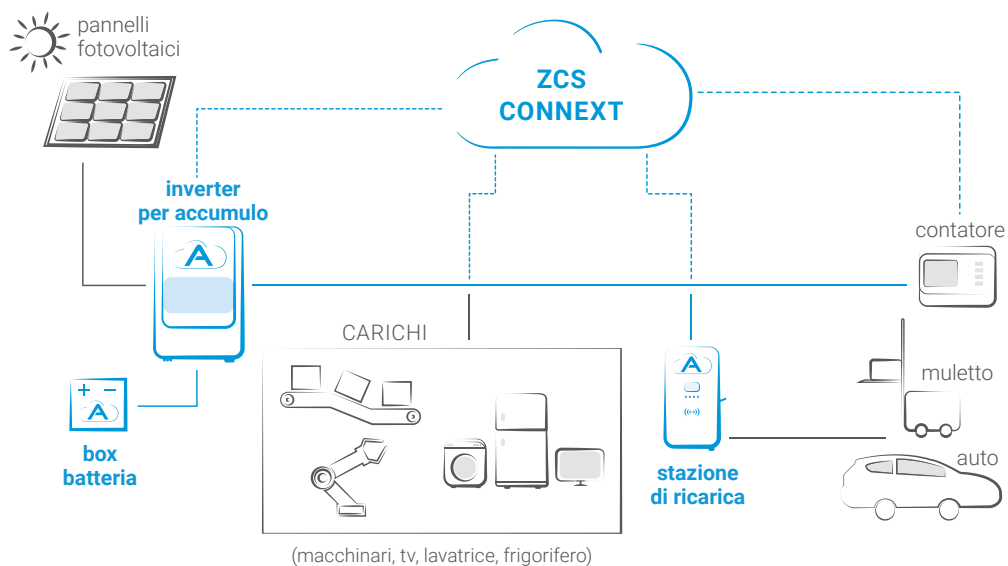 pannelli
fotovoltaici
ZCS
CONNEXT
inverter
per accumulo
contatore
CARICHI
muletto
box
batteria
stazione
di ricarica
auto
(macchinari, tv, lavatrice, frigorifero)